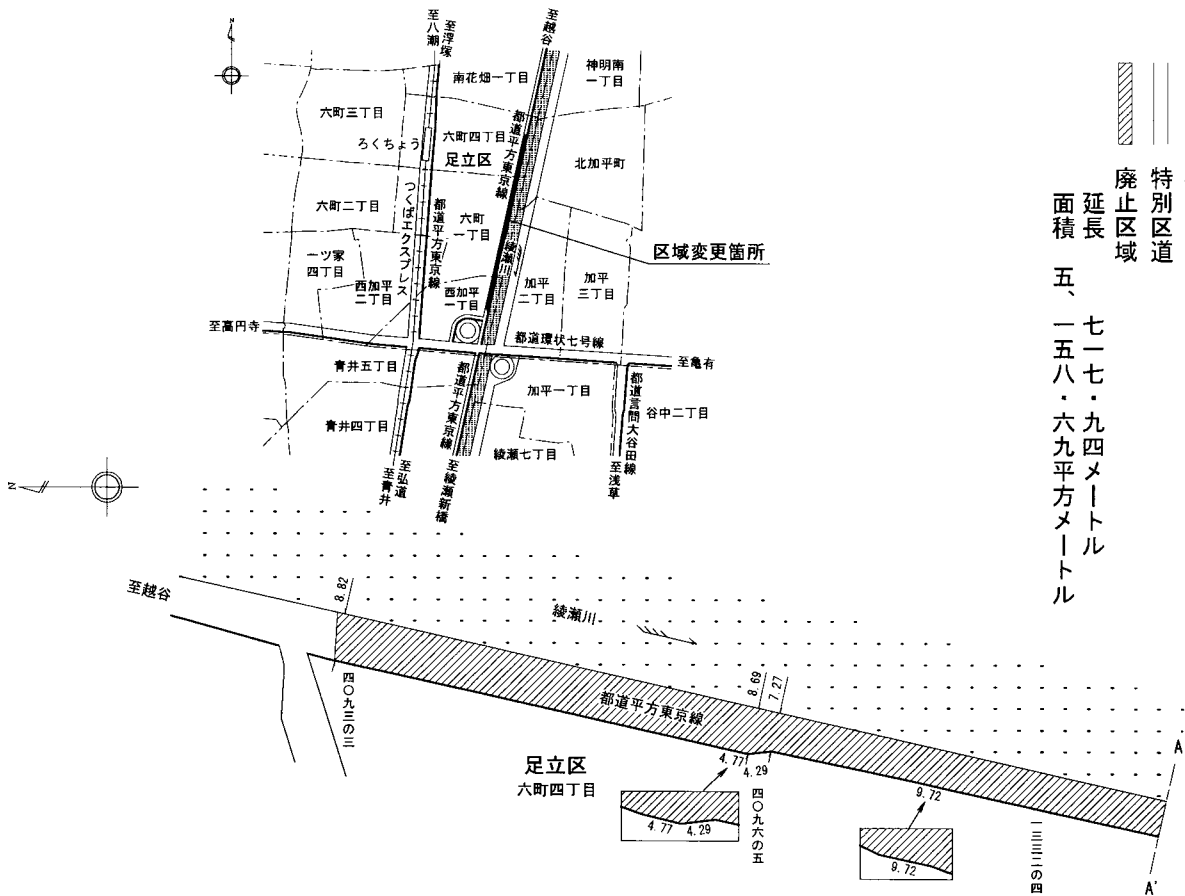 特別区道
廃止区域
延長 七一七・九四メートル
面積 五、一五八・六九平方メートル
N
至八潮
至浮塚
至越谷
神明南一丁目
南花畑一丁目
六町三丁目
ろくちょう
六町四丁目
足立区
都道平方東京線
北加平町
六町二丁目
つくばエクスプレス
都道平方東京線
六町一丁目
綾瀬川
区域変更箇所
一ツ家四丁目
西加平二丁目
西加平一丁目
加平二丁目
加平三丁目
至高円寺
都道環状七号線
至亀有
青井五丁目
都道平方東京線
加平一丁目
都道言問大谷田線
谷中二丁目
青井四丁目
綾瀬七丁目
至青井
至弘道
至綾瀬新橋
至浅草
N
至越谷
8.82
綾瀬川
四〇九三の三
都道平方東京線
8.69
7.27
足立区
六町四丁目
4.77
4.29
四〇九六の五
4.77
4.29
9.72
9.72
一三三二の四
A
A'